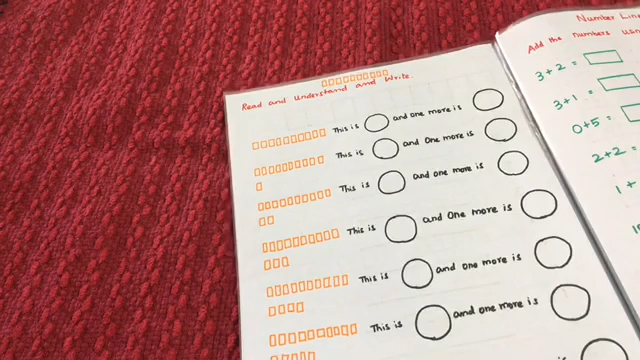 Read and Understand and Write.
This is and one more is
This is and One more is
This is and one more is
This is and One more is
This is and one more is
This is and one more is
is
Number Line
Add the numbers
3+2=
3+1=
0+5=
2+2=
1+